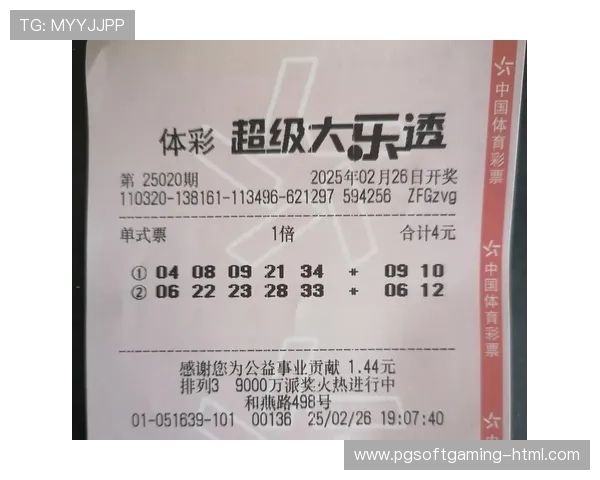 TG: MYYJJPP
体彩 超级大乐透
第 25020期 2025年02月26日开奖
110320-138161-113496-621297 594256 ZFGzvg
单式票 1倍 合计4元
① 04 08 09 21 34 + 09 10
② 06 22 23 28 33 + 06 12
感谢您为公益事业贡献 1.44元
排列3 9000万派奖火热进行中
和燕路498号
01-051639-101 00136 25/02/26 19:07:40
中国体育彩票
中国体育彩票
www.pgsoftgaming-html.com